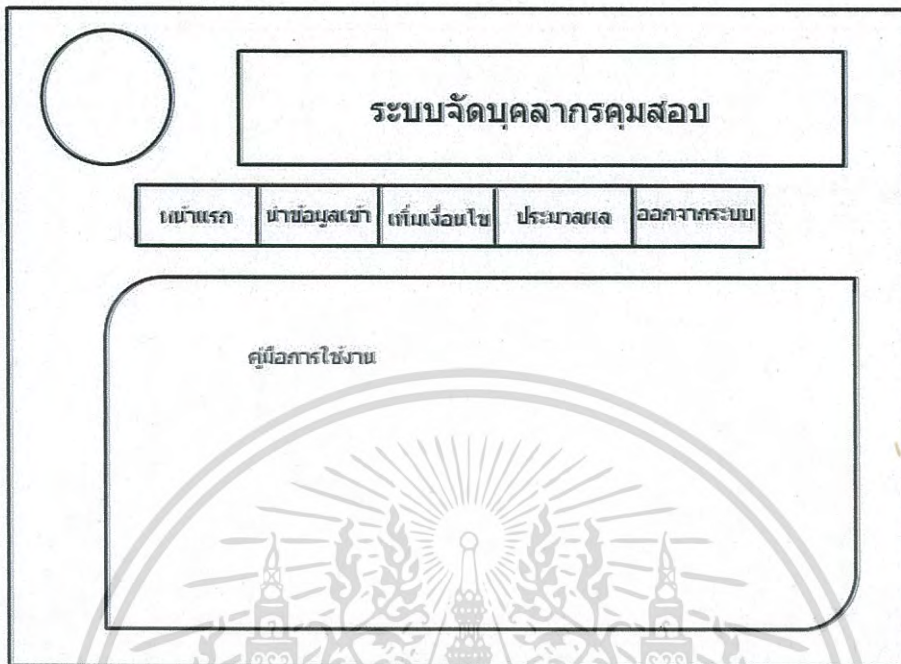 ระบบจัดบุคลากรคุมสอบ
หน้าแรก นำข้อมูลเข้า เพิ่มเงื่อนไข ประมวลผล ออกจากระบบ
คู่มือการใช้งาน